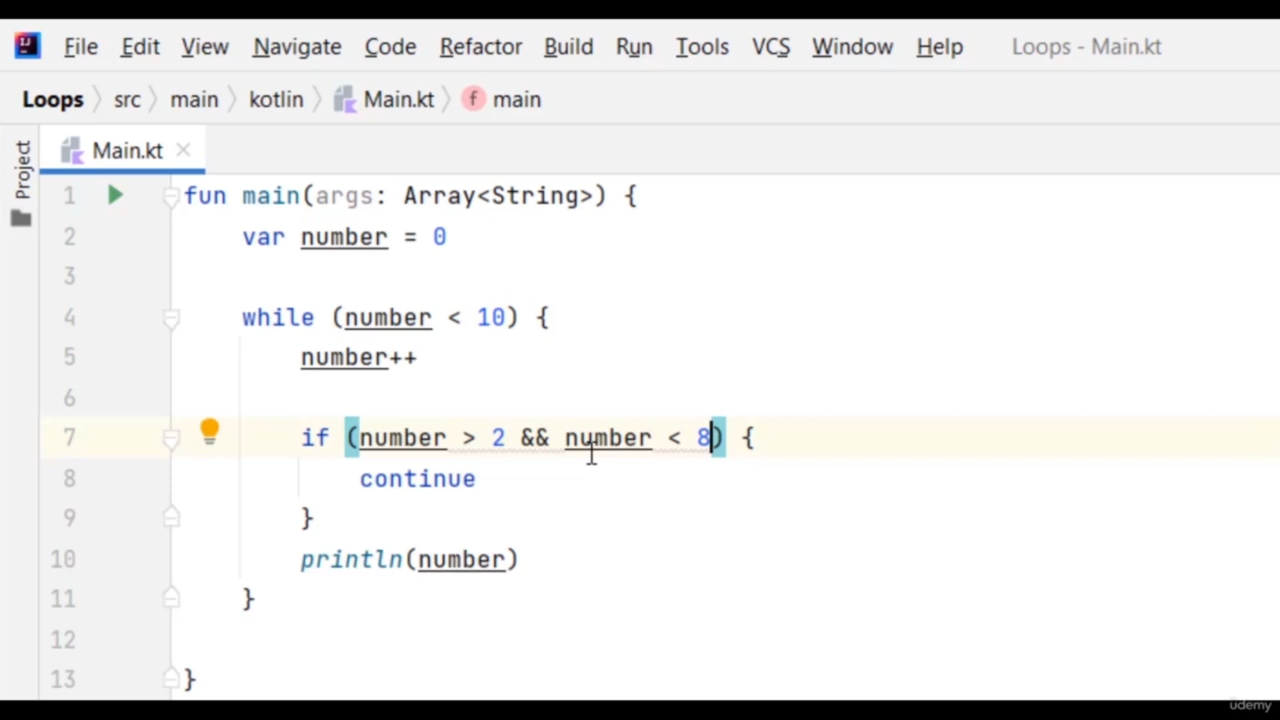 File Edit View Navigate Code Refactor Build Run Tools VCS Window Help Loops - Main.kt
Loops src main kotlin Main.kt f main
Project
Main.kt
1 fun main(args: Array<String>) {
2 var number = 0
3
4 while (number < 10) {
5 number++
6
7 if (number > 2 && number < 8) {
8 continue
9 }
10 println(number)
11 }
12
13 }
udemy